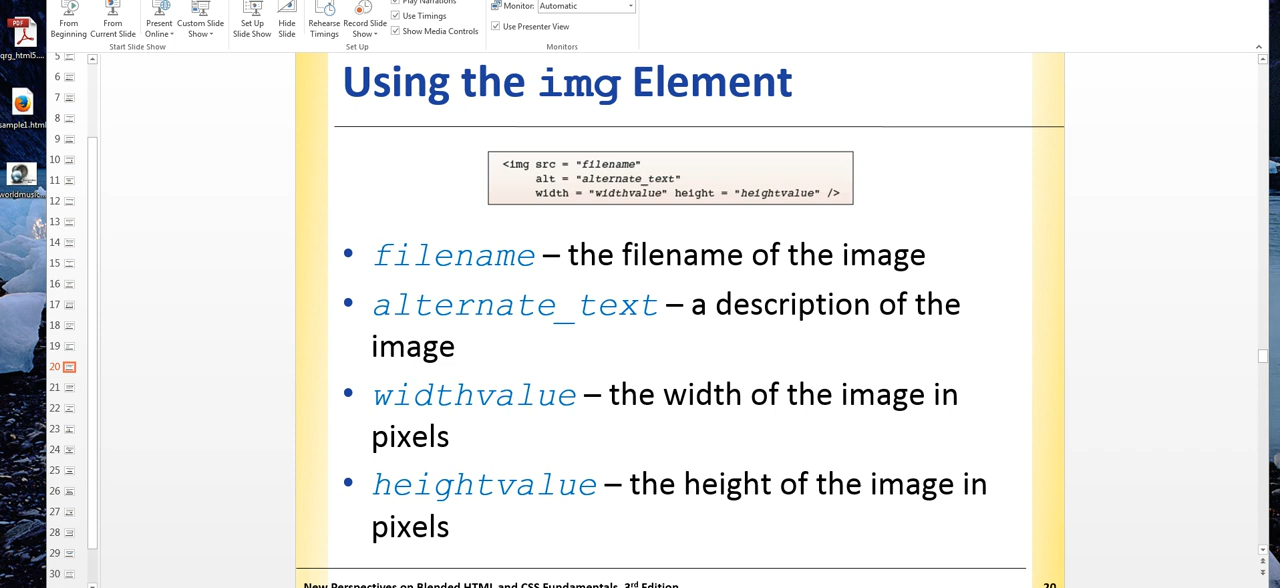 Play Narrations
Monitor: Automatic
From Beginning
From Current Slide
Present Online
Custom Slide Show
Set Up Slide Show
Hide Slide
Rehearse Timings
Record Slide Show
Use Timings
Show Media Controls
Use Presenter View
Start Slide Show
Set Up
Monitors
PDF
qrg_html5....
sample1.html
worldmusic
5
6
7
8
9
10
11
12
13
14
15
16
17
18
19
20
21
22
23
24
25
26
27
28
29
30
Using the img Element
<img src = "filename"
alt = "alternate_text"
width = "widthvalue" height = "heightvalue" />
• filename – the filename of the image
• alternate_text – a description of the
image
• widthvalue – the width of the image in
pixels
• heightvalue – the height of the image in
pixels
New Perspectives on Blended HTML and CSS Fundamentals, 3rd Edition
20